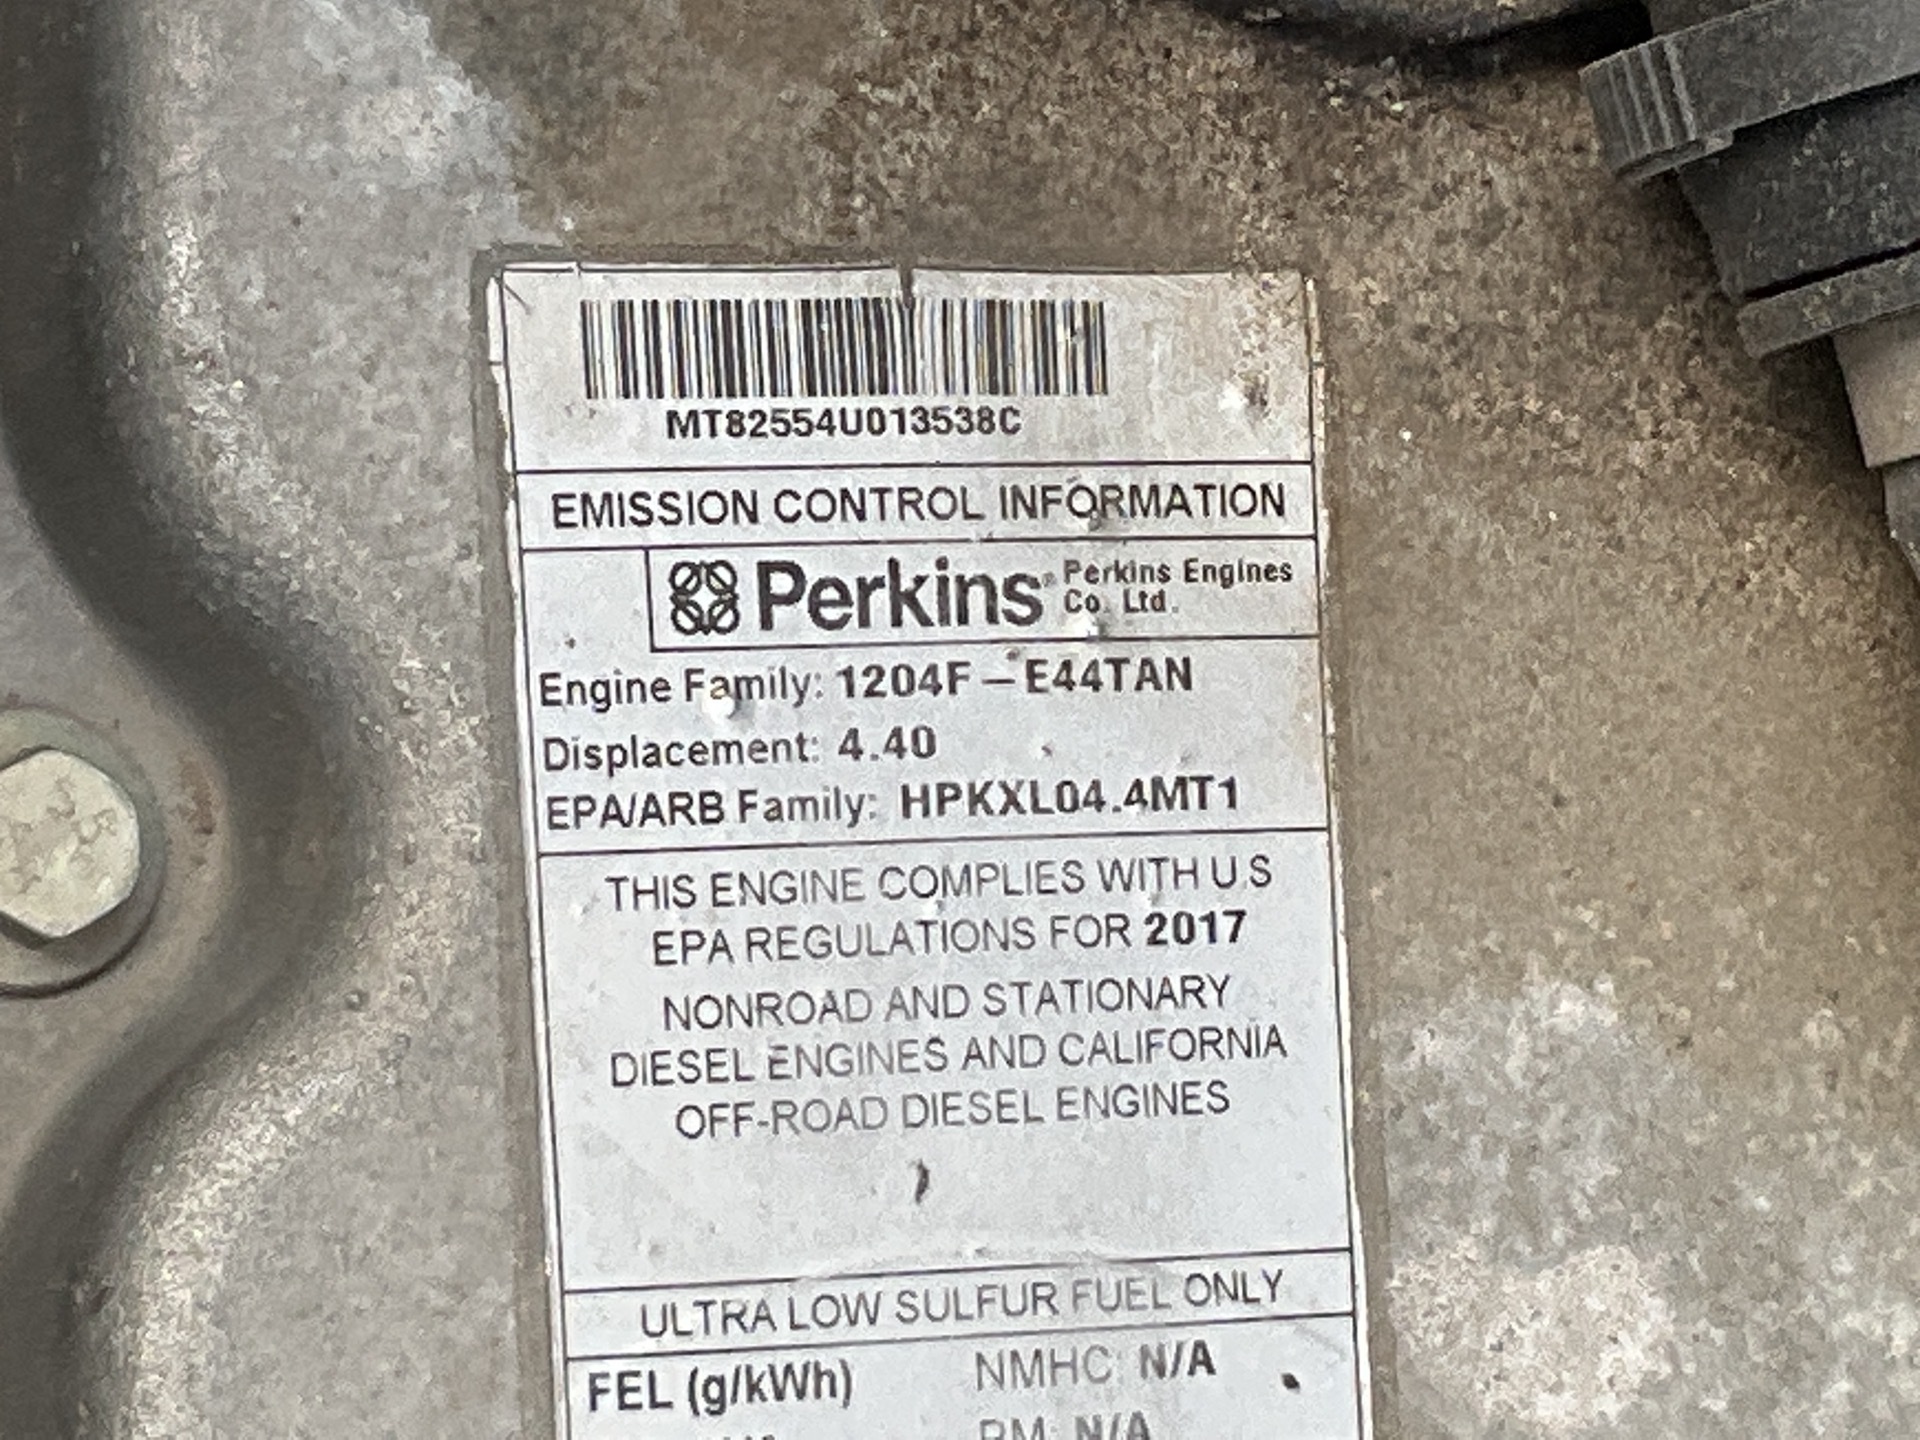 MT82554U013538C
EMISSION CONTROL INFORMATION
Perkins® Perkins Engines
Co. Ltd.
Engine Family: 1204F – E44TAN
Displacement: 4.40
EPA/ARB Family: HPKXL04.4MT1
THIS ENGINE COMPLIES WITH U.S
EPA REGULATIONS FOR 2017
NONROAD AND STATIONARY
DIESEL ENGINES AND CALIFORNIA
OFF-ROAD DIESEL ENGINES
ULTRA LOW SULFUR FUEL ONLY
FEL (g/kWh) NMHC: N/A
PM: N/A